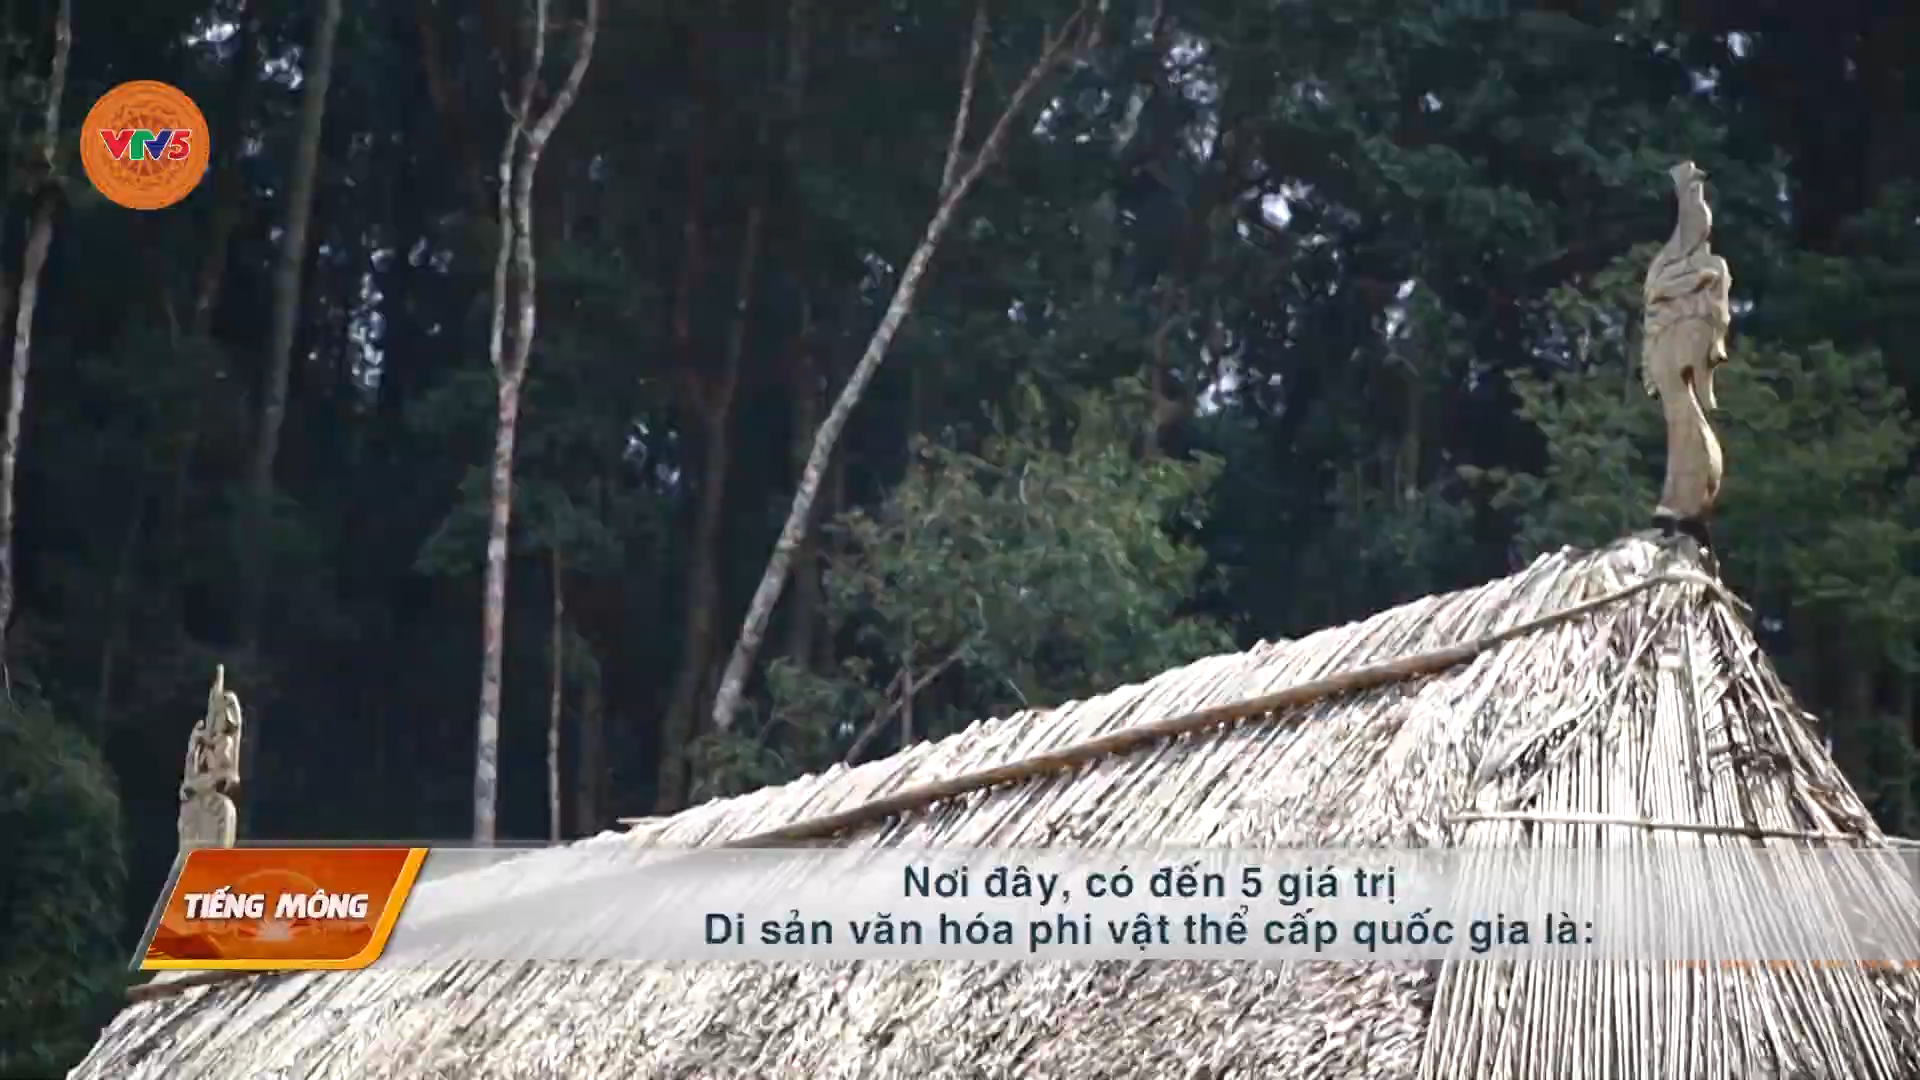 VTV5
TIẾNG MÔNG
Nơi đây, có đến 5 giá trị
Di sản văn hóa phi vật thể cấp quốc gia là: